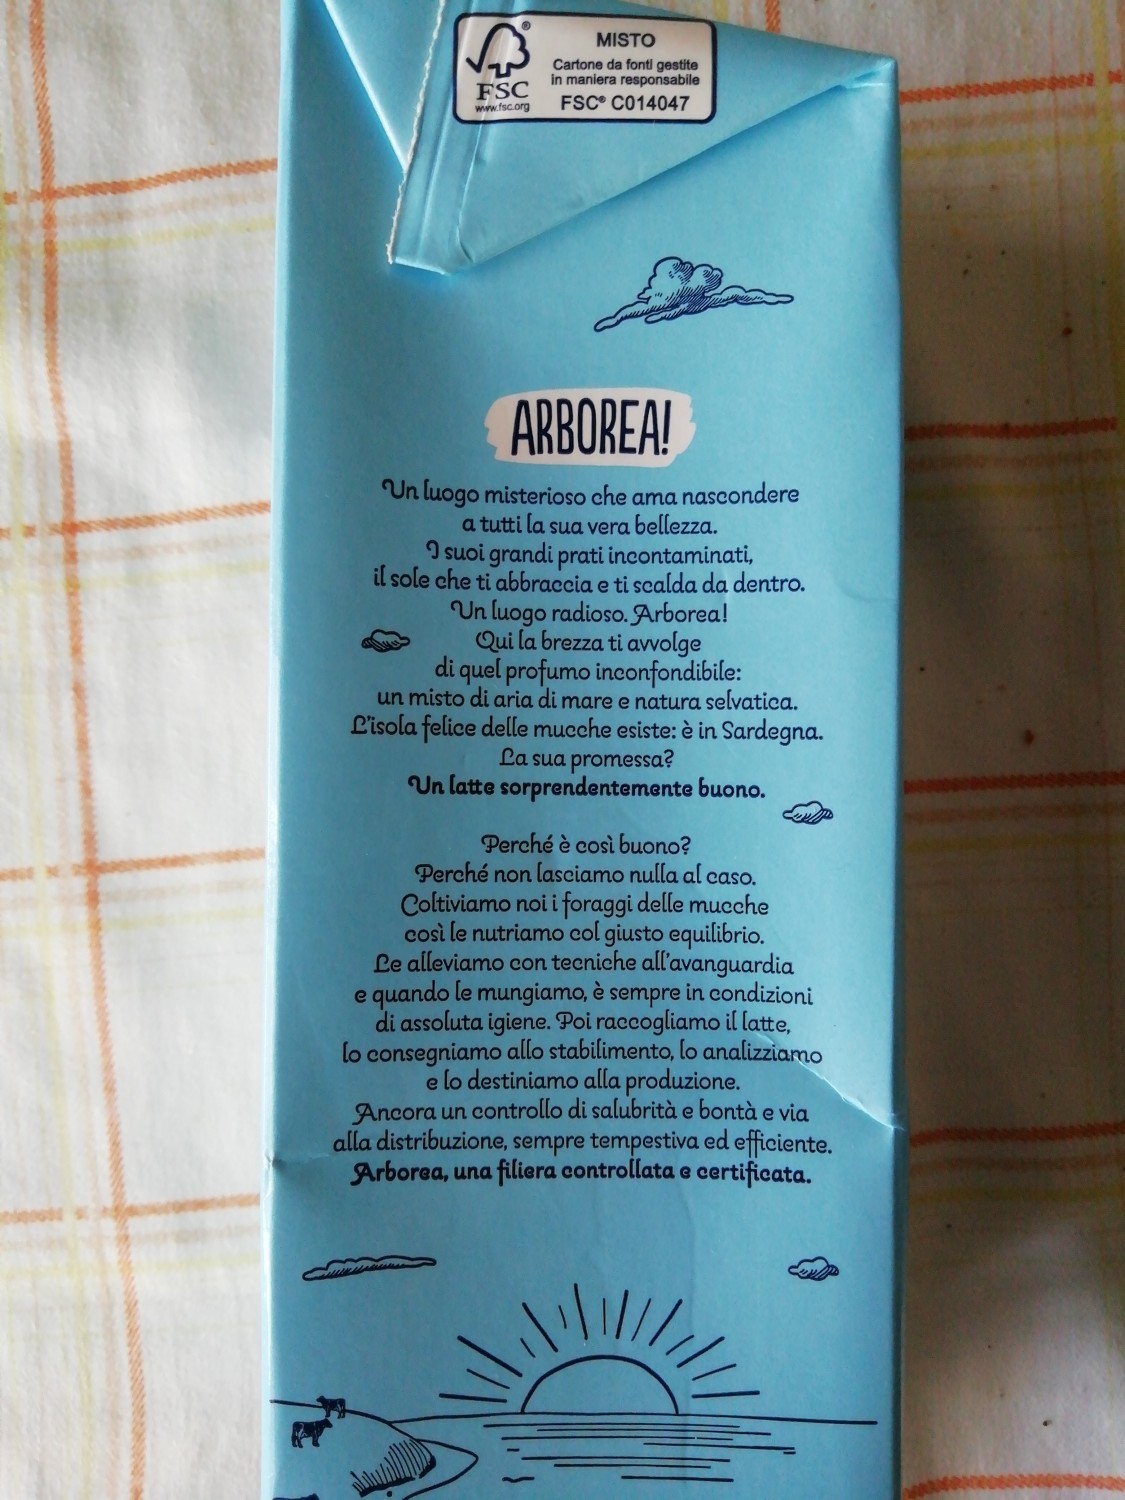 MISTO
Cartone da fonti gestite
in maniera responsabile
FSC® C014047
®
FSC
www.fsc.org
ARBOREA!
Un luogo misterioso che ama nascondere
a tutti la sua vera bellezza.
I suoi grandi prati incontaminati,
il sole che ti abbraccia e ti scalda da dentro.
Un luogo radioso. Arborea!
Qui la brezza ti avvolge
di quel profumo inconfondibile:
un misto di aria di mare e natura selvatica.
L'isola felice delle mucche esiste: è in Sardegna.
La sua promessa?
Un latte sorprendentemente buono.
Perché è così buono?
Perché non lasciamo nulla al caso.
Coltiviamo noi i foraggi delle mucche
così le nutriamo col giusto equilibrio.
Le alleviamo con tecniche all'avanguardia
e quando le mungiamo, è sempre in condizioni
di assoluta igiene. Poi raccogliamo il latte,
lo consegniamo allo stabilimento, lo analizziamo
e lo destiniamo alla produzione.
Ancora un controllo di salubrità e bontà e via
alla distribuzione, sempre tempestiva ed efficiente.
Arborea, una filiera controllata e certificata.